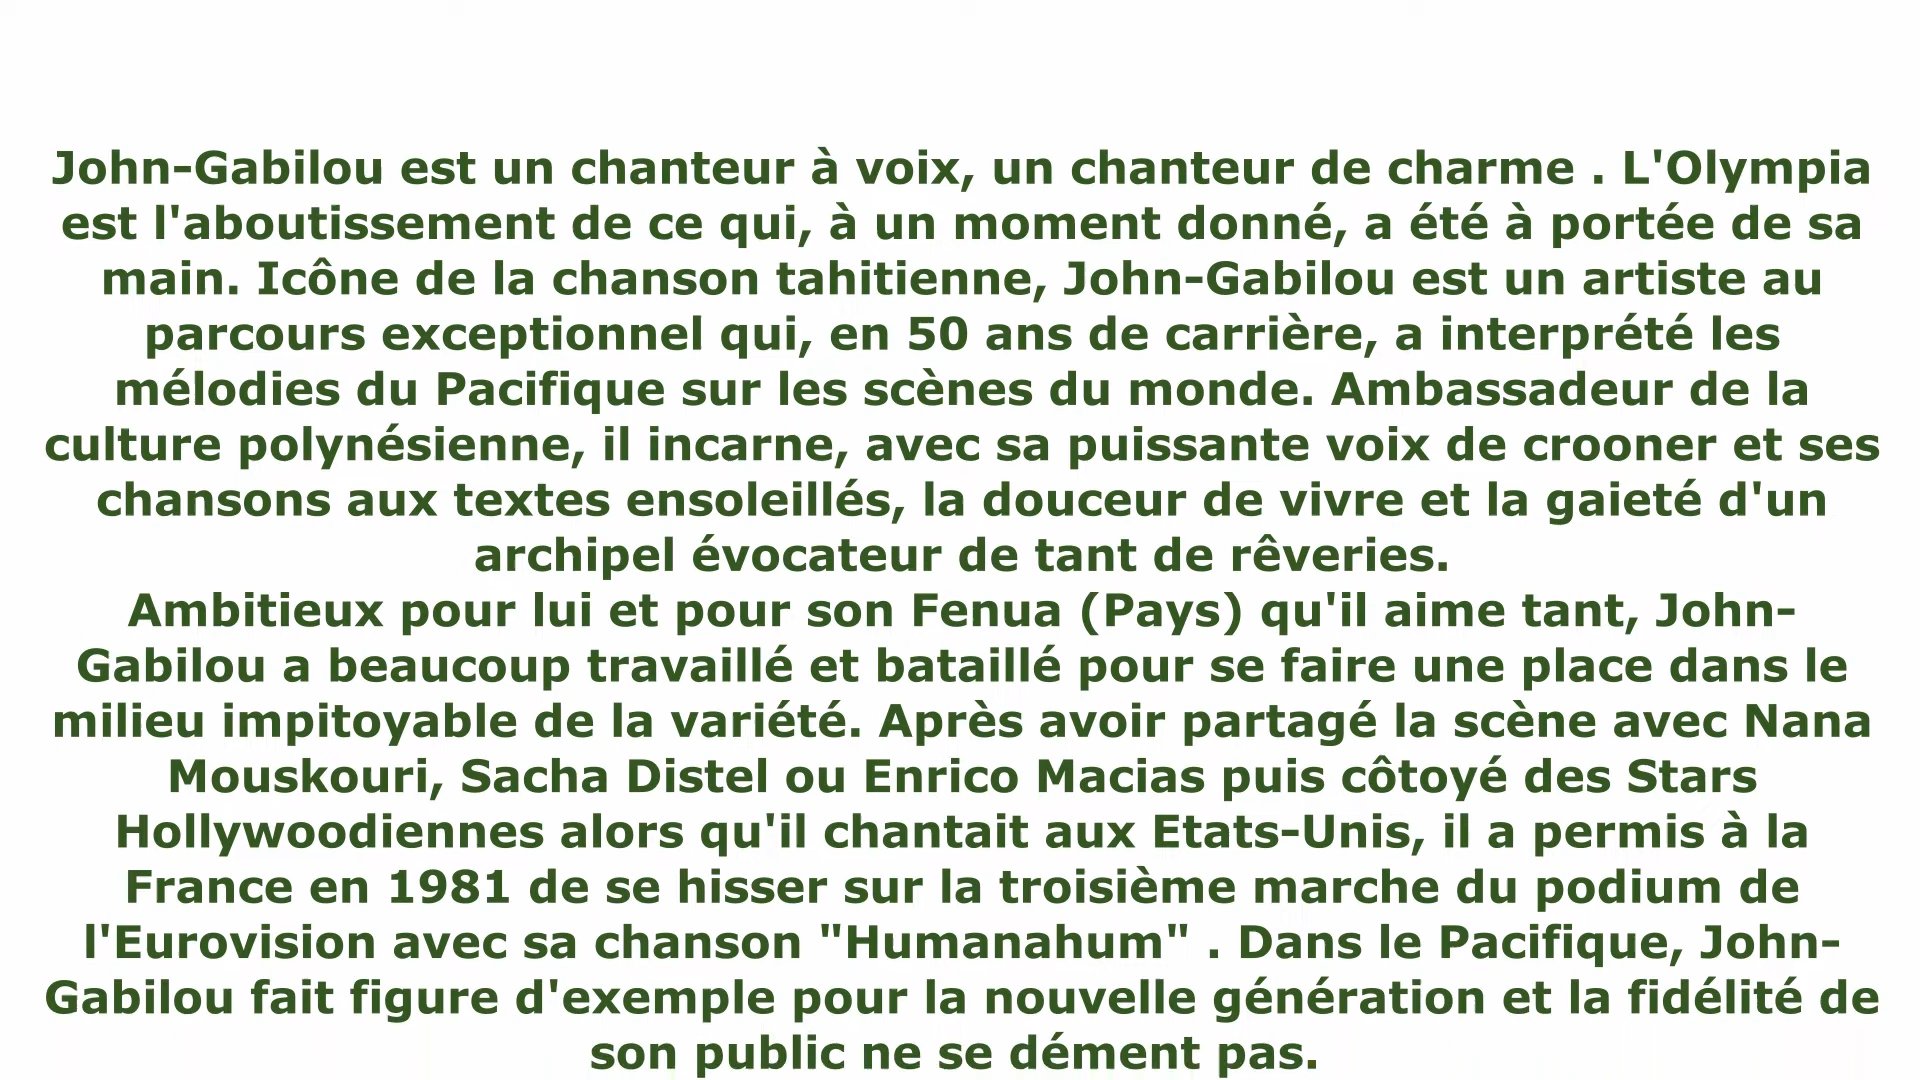 John-Gabilou est un chanteur à voix, un chanteur de charme . L'Olympia
est l'aboutissement de ce qui, à un moment donné, a été à portée de sa
main. Icône de la chanson tahitienne, John-Gabilou est un artiste au
parcours exceptionnel qui, en 50 ans de carrière, a interprété les
mélodies du Pacifique sur les scènes du monde. Ambassadeur de la
culture polynésienne, il incarne, avec sa puissante voix de crooner et ses
chansons aux textes ensoleillés, la douceur de vivre et la gaieté d'un
archipel évocateur de tant de rêveries.
Ambitieux pour lui et pour son Fenua (Pays) qu'il aime tant, John-
Gabilou a beaucoup travaillé et bataillé pour se faire une place dans le
milieu impitoyable de la variété. Après avoir partagé la scène avec Nana
Mouskouri, Sacha Distel ou Enrico Macias puis côtoyé des Stars
Hollywoodiennes alors qu'il chantait aux Etats-Unis, il a permis à la
France en 1981 de se hisser sur la troisième marche du podium de
l'Eurovision avec sa chanson "Humanahum" . Dans le Pacifique, John-
Gabilou fait figure d'exemple pour la nouvelle génération et la fidélité de
son public ne se dément pas.